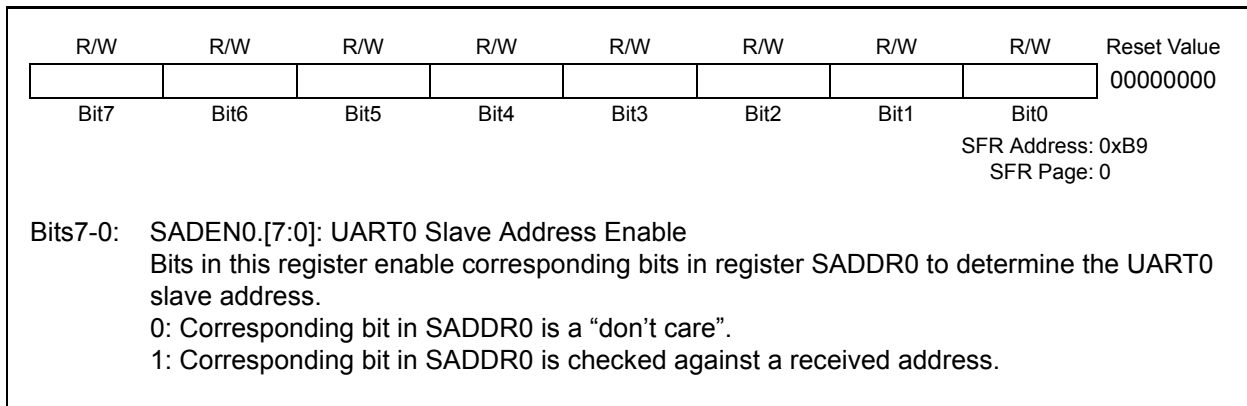 R/W R/W R/W R/W R/W R/W R/W R/W Reset Value
00000000
Bit7 Bit6 Bit5 Bit4 Bit3 Bit2 Bit1 Bit0
SFR Address: 0xB9
SFR Page: 0
Bits7-0: SADEN0.[7:0]: UART0 Slave Address Enable
Bits in this register enable corresponding bits in register SADDR0 to determine the UART0
slave address.
0: Corresponding bit in SADDR0 is a “don’t care”.
1: Corresponding bit in SADDR0 is checked against a received address.